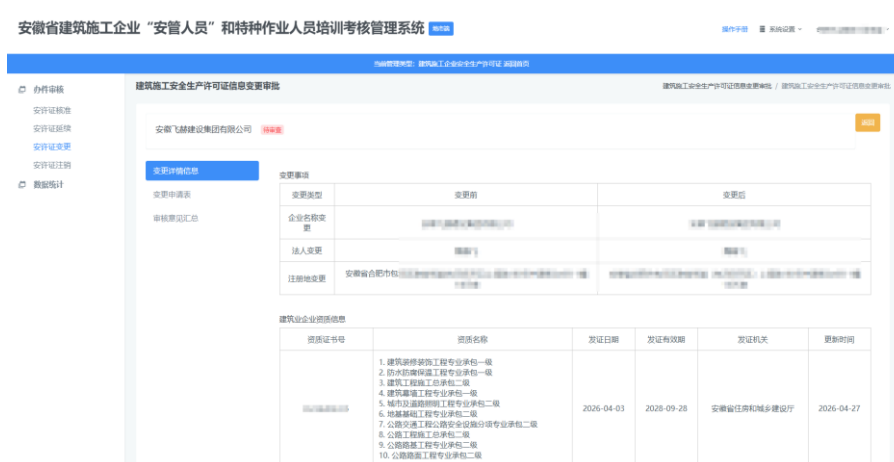 安徽省建筑施工企业“安管人员”和特种作业人员培训考核管理系统
操作手册 系统设置
当前管理类型：建筑施工企业安全生产许可证 返回首页
办件审核
安许证核准
安许证延续
安许证变更
安许证注销
数据统计
建筑施工安全生产许可证信息变更审批
建筑施工安全生产许可证信息变更审批 / 建筑施工安全生产许可证信息变更审批
安徽飞赫建设集团有限公司 待审查
返回
变更详情信息
变更申请表
审核意见汇总
变更事项
变更类型 变更前 变更后
企业名称变更
法人变更
注册地变更 安徽省合肥市包
建筑业企业资质信息
资质证书号 资质名称 发证日期 发证有效期 发证机关 更新时间
1. 建筑装修装饰工程专业承包一级
2. 防水防腐保温工程专业承包一级
3. 建筑工程施工总承包二级
4. 建筑幕墙工程专业承包一级
5. 城市及道路照明工程专业承包二级
6. 地基基础工程专业承包二级
7. 公路交通工程公路安全设施分项专业承包二级
8. 公路工程施工总承包二级
9. 公路路基工程专业承包二级
10. 公路路面工程专业承包二级
2026-04-03 2028-09-28 安徽省住房和城乡建设厅 2026-04-27